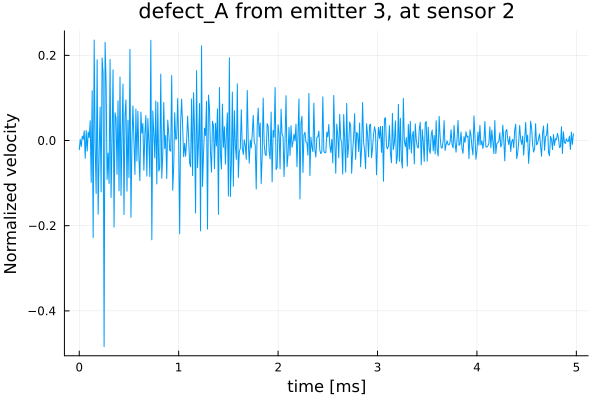 defect_A from emitter 3, at sensor 2
Normalized velocity
0.2
0.0
−0.2
−0.4
0 1 2 3 4 5
time [ms]